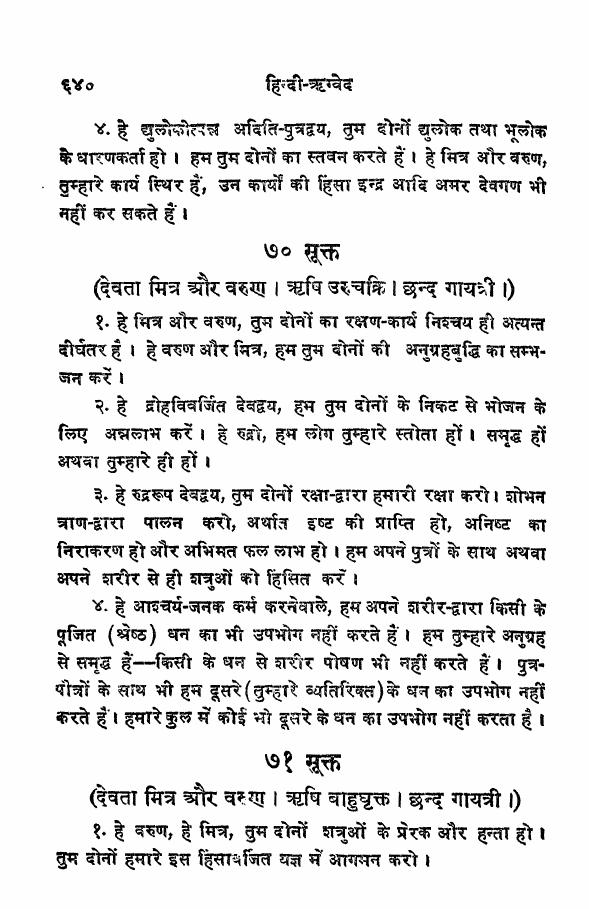 ६४०
हिन्दी-ऋग्वेद
४. हे द्युलोकोत्पन्न अदिति-पुत्रद्वय, तुम दोनों द्युलोक तथा भूलोक
के धारणकर्ता हो । हम तुम दोनों का स्तवन करते हैं । हे मित्र और वरुण,
तुम्हारे कार्य स्थिर हैं, उन कार्यों की हिंसा इन्द्र आदि अमर देवगण भी
नहीं कर सकते हैं ।
७० सूक्त
(देवता मित्र और वरुण । ऋषि उरुचक्रि । छन्द गायत्री ।)
१. हे मित्र और वरुण, तुम दोनों का रक्षण-कार्य निश्चय ही अत्यन्त
दीर्घतर है । हे वरुण और मित्र, हम तुम दोनों की अनुग्रहबुद्धि का सम्भ-
जन करें ।
२. हे द्रोहविवर्जित देवद्वय, हम तुम दोनों के निकट से भोजन के
लिए अन्नलाभ करें । हे रुद्रो, हम लोग तुम्हारे स्तोता हों । समृद्ध हों
अथवा तुम्हारे ही हों ।
३. हे रुद्ररूप देवद्वय, तुम दोनों रक्षा-द्वारा हमारी रक्षा करो । शोभन
त्राण-द्वारा पालन करो, अर्थात् इष्ट की प्राप्ति हो, अनिष्ट का
निराकरण हो और अभिमत फल लाभ हो । हम अपने पुत्रों के साथ अथवा
अपने शरीर से ही शत्रुओं को हिंसित करें ।
४. हे आश्चर्य-जनक कर्म करनेवाले, हम अपने शरीर-द्वारा किसी के
पूजित (श्रेष्ठ) धन का भी उपभोग नहीं करते हैं । हम तुम्हारे अनुग्रह
से समृद्ध हैं--किसी के धन से शरीर पोषण भी नहीं करते हैं । पुत्र-
पौत्रों के साथ भी हम दूसरे (तुम्हारे व्यतिरिक्त) के धन का उपभोग नहीं
करते हैं । हमारे कुल में कोई भी दूसरे के धन का उपभोग नहीं करता है ।
७१ सूक्त
(देवता मित्र और वरुण । ऋषि बाहुवृक्त । छन्द गायत्री ।)
१. हे वरुण, हे मित्र, तुम दोनों शत्रुओं के प्रेरक और हन्ता हो ।
तुम दोनों हमारे इस हिंसावर्जित यज्ञ में आगमन करो ।